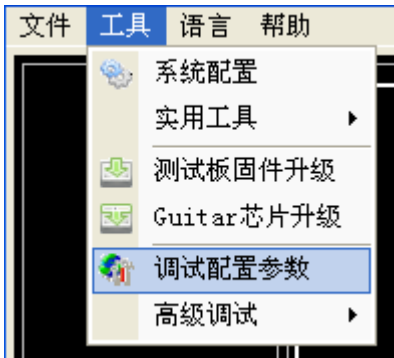 文件 工具 语言 帮助
系统配置
实用工具
测试板固件升级
Guitar芯片升级
调试配置参数
高级调试